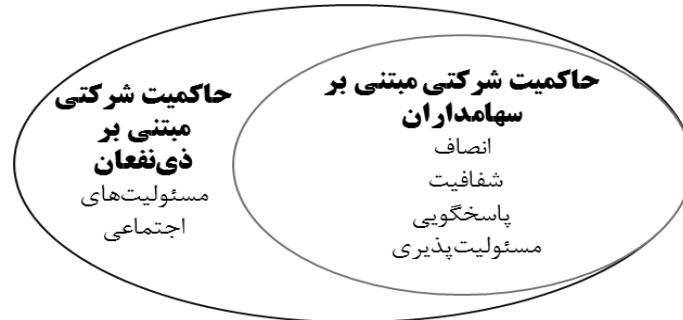 حاکمیت شرکتی مبتنی بر
سهامداران
انصاف
شفافیت
پاسخگویی
مسئولیت‌پذیری
حاکمیت شرکتی
مبتنی بر
ذی‌نفعان
مسئولیت‌های
اجتماعی